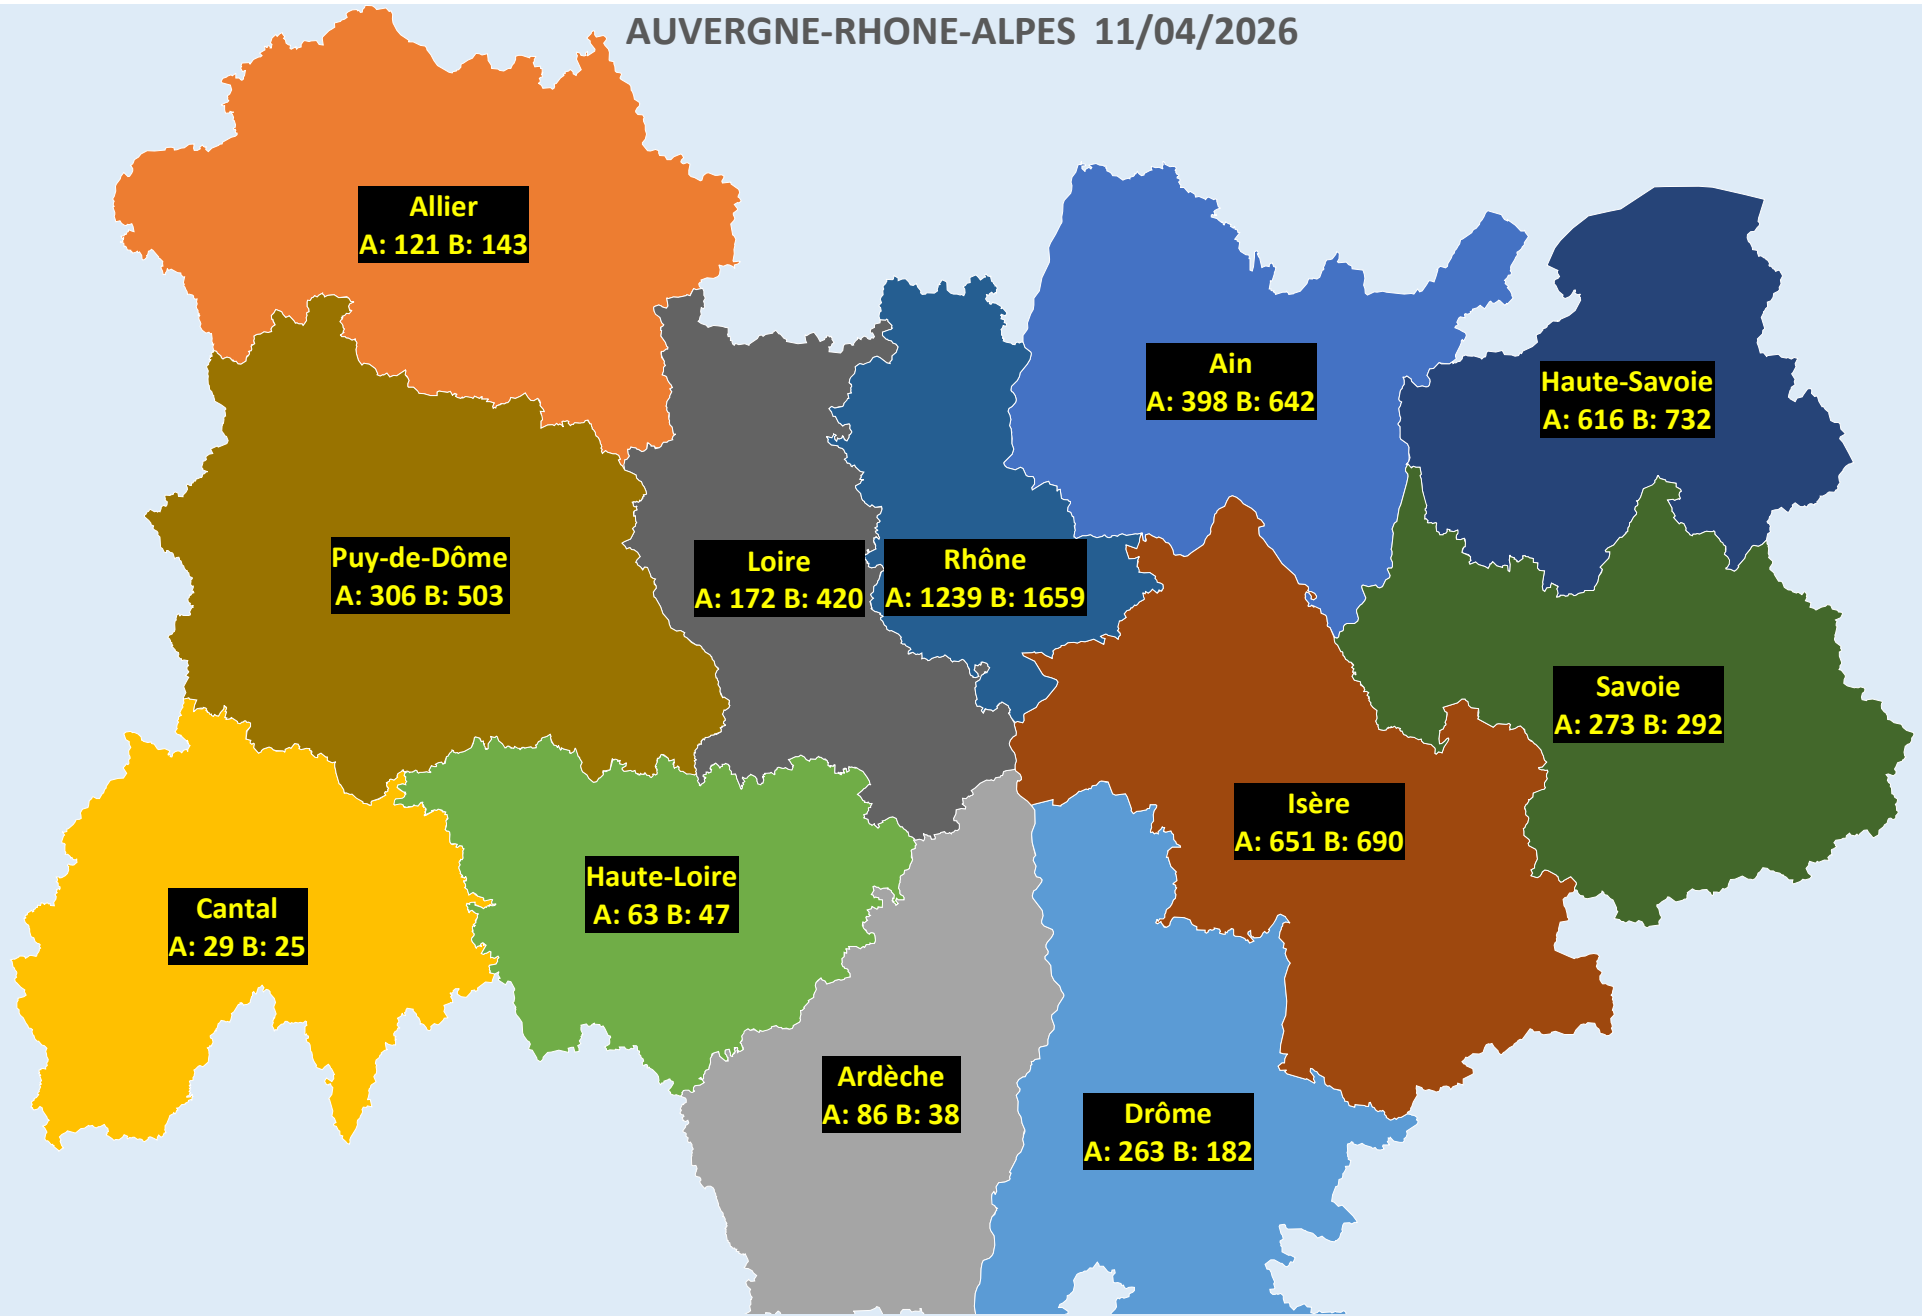 AUVERGNE-RHONE-ALPES 11/04/2026
Allier
A: 121 B: 143
Ain
A: 398 B: 642
Haute-Savoie
A: 616 B: 732
Puy-de-Dôme
A: 306 B: 503
Loire
A: 172 B: 420
Rhône
A: 1239 B: 1659
Savoie
A: 273 B: 292
Isère
A: 651 B: 690
Haute-Loire
A: 63 B: 47
Cantal
A: 29 B: 25
Ardèche
A: 86 B: 38
Drôme
A: 263 B: 182